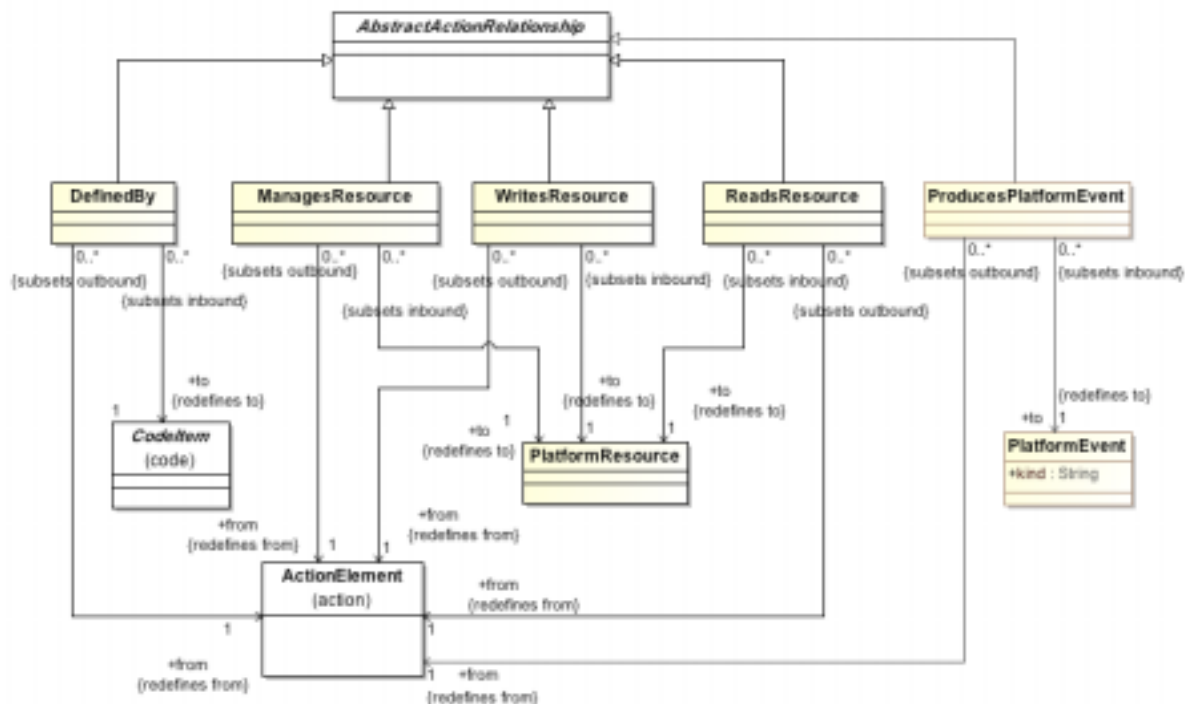 AbstractActionRelationship
DefinedBy
ManagesResource
WritesResource
ReadsResource
ProducesPlatformEvent
0..*
0..*
0..*
0..*
0..*
0..*
0..*
0..*
0..*
0..*
{subsets outbound}
{subsets outbound}
{subsets outbound}
{subsets inbound}
{subsets inbound}
{subsets outbound}
{subsets inbound}
{subsets inbound}
{subsets inbound}
{subsets outbound}
+to
{redefines to}
+to
{redefines to}
+to
{redefines to}
{redefines to}
1
1
+to
{redefines to}
1
1
+to
1
CodeItem
(code)
PlatformResource
PlatformEvent
+kind : String
+from
{redefines from}
1
+from
{redefines from}
1
ActionElement
(action)
+from
{redefines from}
1
1
+from
{redefines from}
1
+from
{redefines from}